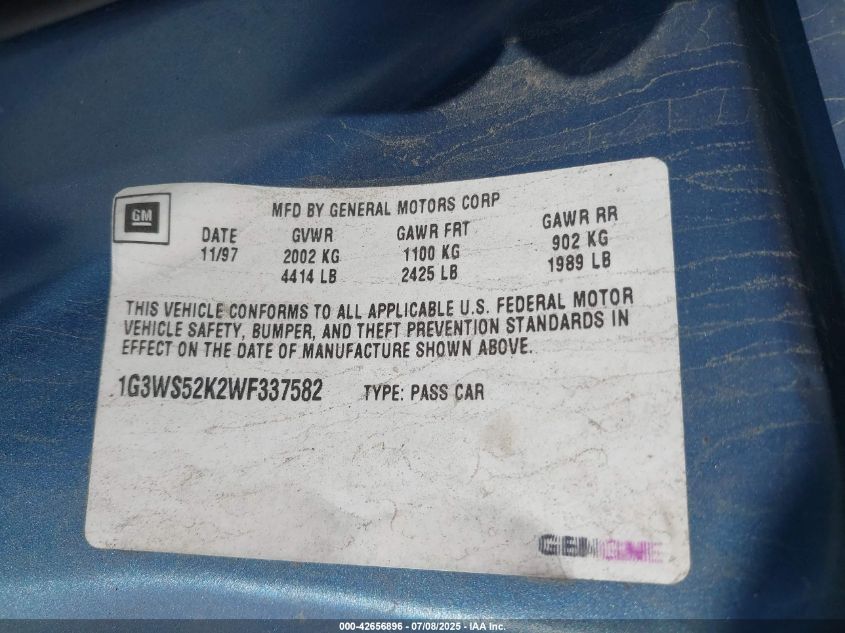 GM
MFD BY GENERAL MOTORS CORP
DATE GVWR GAWR FRT GAWR RR
11/97 2002 KG 1100 KG 902 KG
4414 LB 2425 LB 1989 LB
THIS VEHICLE CONFORMS TO ALL APPLICABLE U.S. FEDERAL MOTOR
VEHICLE SAFETY, BUMPER, AND THEFT PREVENTION STANDARDS IN
EFFECT ON THE DATE OF MANUFACTURE SHOWN ABOVE.
1G3WS52K2WF337582 TYPE: PASS CAR
GENUINE
000-42656896 - 07/08/2025 - IAA Inc.